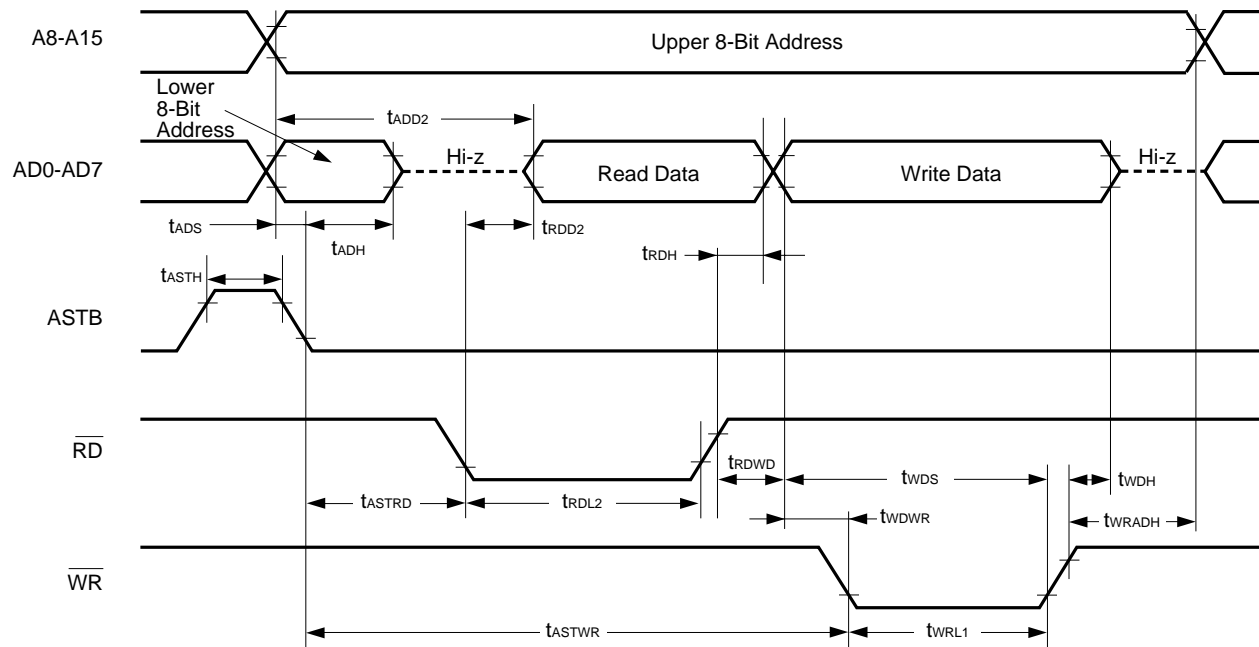 A8-A15
Upper 8-Bit Address
Lower
8-Bit
Address
tADD2
AD0-AD7
Hi-z
Read Data
Write Data
Hi-z
tADS
tADH
tRDD2
tRDH
tASTH
ASTB
RD
tRDWD
tWDS
tWDH
tASTRD
tRDL2
tWDWR
tWRADH
WR
tASTWR
tWRL1